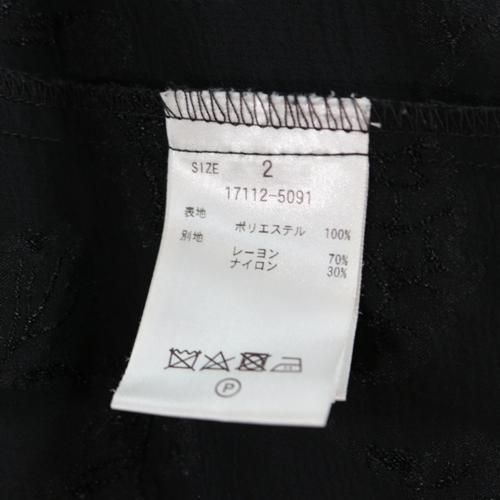 SIZE 2
17112-5091
表地 ポリエステル 100%
別地 レーヨン 70%
ナイロン 30%
P